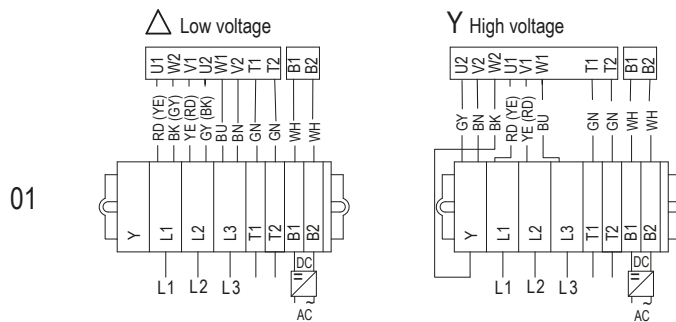 △ Low voltage
U1 W2 V1 U2 W1 V2 T1 T2 B1 B2
RD (YE) BK (GY) YE (RD) GY (BK) BU BN GN GN WH WH
01
Y L1 L2 L3 T1 T2 B1 B2
L1 L2 L3
DC
AC
Y High voltage
U2 V2 W2 U1 V1 W1 T1 T2 B1 B2
GY BN BK RD (YE) YE (RD) BU GN GN WH WH
Y L1 L2 L3 T1 T2 B1 B2
L1 L2 L3
DC
AC